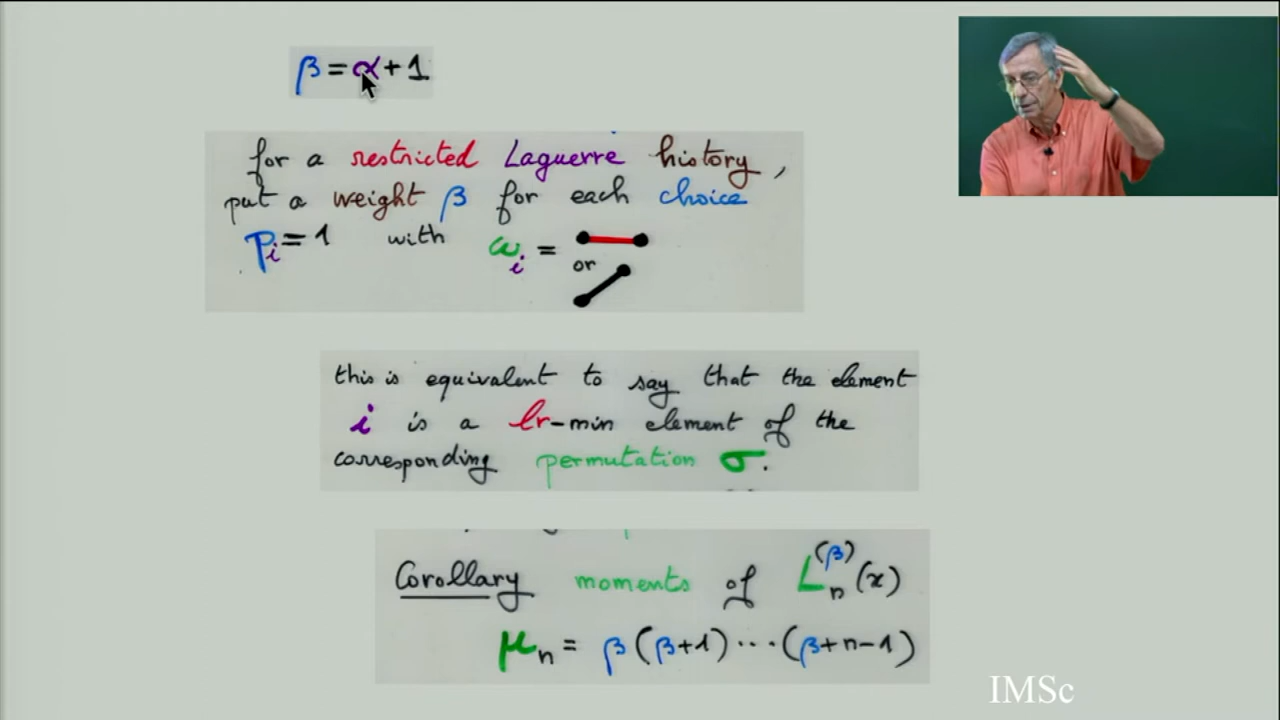 β = α + 1
for a restricted Laguerre history,
put a weight β for each choice
p_i = 1 with ω_i =
or
this is equivalent to say that the element
i is a lr-min element of the
corresponding permutation σ.
Corollary moments of L_n^(β)(x)
μ_n = β(β+1)⋯(β+n-1)
IMSc